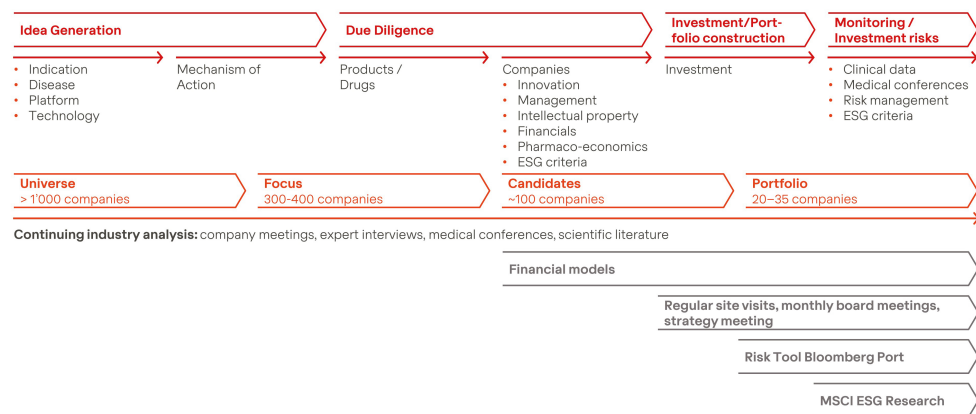 Idea Generation
Due Diligence
Investment/Port-
folio construction
Monitoring /
Investment risks
• Indication
• Disease
• Platform
• Technology
Mechanism of
Action
Products /
Drugs
Companies
• Innovation
• Management
• Intellectual property
• Financials
• Pharmaco-economics
• ESG criteria
Investment
• Clinical data
• Medical conferences
• Risk management
• ESG criteria
Universe
> 1'000 companies
Focus
300-400 companies
Candidates
~100 companies
Portfolio
20–35 companies
Continuing industry analysis: company meetings, expert interviews, medical conferences, scientific literature
Financial models
Regular site visits, monthly board meetings,
strategy meeting
Risk Tool Bloomberg Port
MSCI ESG Research